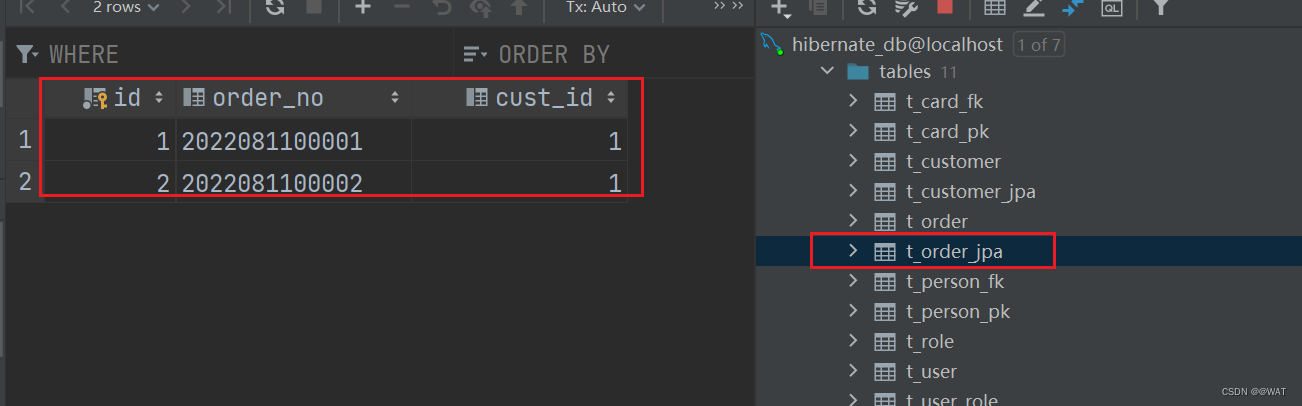 2 rows
Tx: Auto
WHERE
ORDER BY
id order_no cust_id
1 1 2022081100001 1
2 2 2022081100002 1
QL
hibernate_db@localhost 1 of 7
tables 11
t_card_fk
t_card_pk
t_customer
t_customer_jpa
t_order
t_order_jpa
t_person_fk
t_person_pk
t_role
t_user
t_user_role
CSDN @@WAT